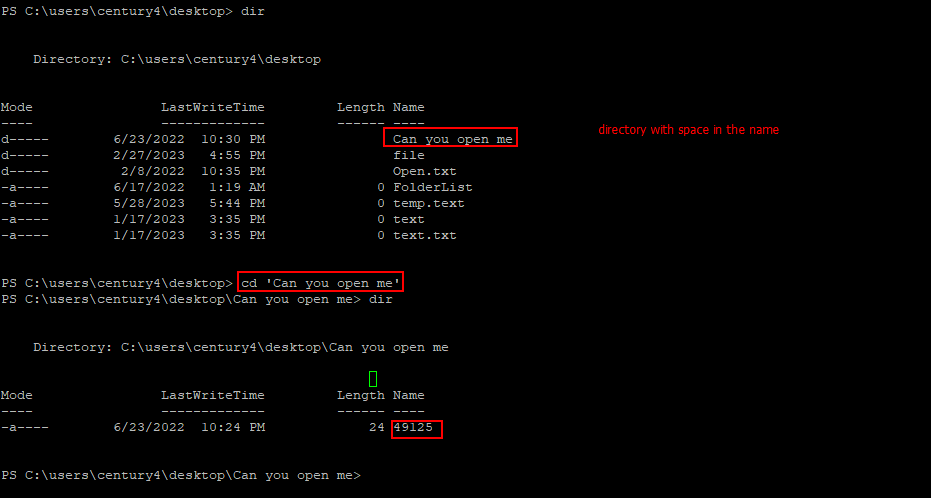 PS C:\users\century4\desktop> dir
Directory: C:\users\century4\desktop
Mode LastWriteTime Length Name
---- ------------- ------ ----
d----- 6/23/2022 10:30 PM Can you open me
directory with space in the name
d----- 2/27/2023 4:55 PM file
d----- 2/8/2022 10:35 PM Open.txt
-a---- 6/17/2022 1:19 AM 0 FolderList
-a---- 5/28/2023 5:44 PM 0 temp.text
-a---- 1/17/2023 3:35 PM 0 text
-a---- 1/17/2023 3:35 PM 0 text.txt
PS C:\users\century4\desktop> cd 'Can you open me'
PS C:\users\century4\desktop\Can you open me> dir
Directory: C:\users\century4\desktop\Can you open me
Mode LastWriteTime Length Name
---- ------------- ------ ----
-a---- 6/23/2022 10:24 PM 24 49125
PS C:\users\century4\desktop\Can you open me>